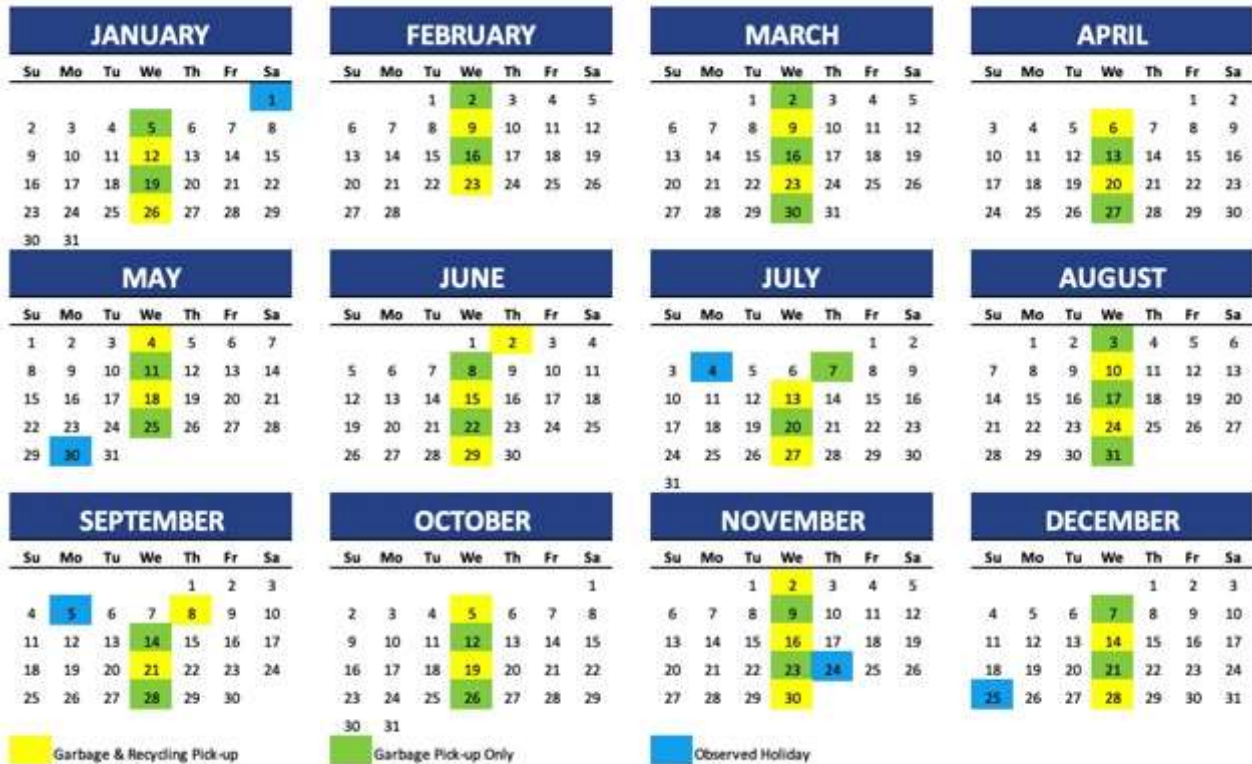 JANUARY FEBRUARY MARCH APRIL
Su Mo Tu We Th Fr Sa Su Mo Tu We Th Fr Sa Su Mo Tu We Th Fr Sa Su Mo Tu We Th Fr Sa
1 1 2 3 4 5 1 2 3 4 5 1 2
2 3 4 5 6 7 8 6 7 8 9 10 11 12 6 7 8 9 10 11 12 3 4 5 6 7 8 9
9 10 11 12 13 14 15 13 14 15 16 17 18 19 13 14 15 16 17 18 19 10 11 12 13 14 15 16
16 17 18 19 20 21 22 20 21 22 23 24 25 26 20 21 22 23 24 25 26 17 18 19 20 21 22 23
23 24 25 26 27 28 29 27 28 27 28 29 30 31 24 25 26 27 28 29 30
30 31
MAY JUNE JULY AUGUST
Su Mo Tu We Th Fr Sa Su Mo Tu We Th Fr Sa Su Mo Tu We Th Fr Sa Su Mo Tu We Th Fr Sa
1 2 3 4 5 6 7 1 2 3 4 1 2 1 2 3 4 5 6
8 9 10 11 12 13 14 5 6 7 8 9 10 11 3 4 5 6 7 8 9 7 8 9 10 11 12 13
15 16 17 18 19 20 21 12 13 14 15 16 17 18 10 11 12 13 14 15 16 14 15 16 17 18 19 20
22 23 24 25 26 27 28 19 20 21 22 23 24 25 17 18 19 20 21 22 23 21 22 23 24 25 26 27
29 30 31 26 27 28 29 30 24 25 26 27 28 29 30 28 29 30 31
31
SEPTEMBER OCTOBER NOVEMBER DECEMBER
Su Mo Tu We Th Fr Sa Su Mo Tu We Th Fr Sa Su Mo Tu We Th Fr Sa Su Mo Tu We Th Fr Sa
1 2 3 1 1 2 3 4 5 1 2 3
4 5 6 7 8 9 10 2 3 4 5 6 7 8 6 7 8 9 10 11 12 4 5 6 7 8 9 10
11 12 13 14 15 16 17 9 10 11 12 13 14 15 13 14 15 16 17 18 19 11 12 13 14 15 16 17
18 19 20 21 22 23 24 16 17 18 19 20 21 22 20 21 22 23 24 25 26 18 19 20 21 22 23 24
25 26 27 28 29 30 23 24 25 26 27 28 29 27 28 29 30 25 26 27 28 29 30 31
30 31
Garbage & Recycling Pick-up Garbage Pick-up Only Observed Holiday